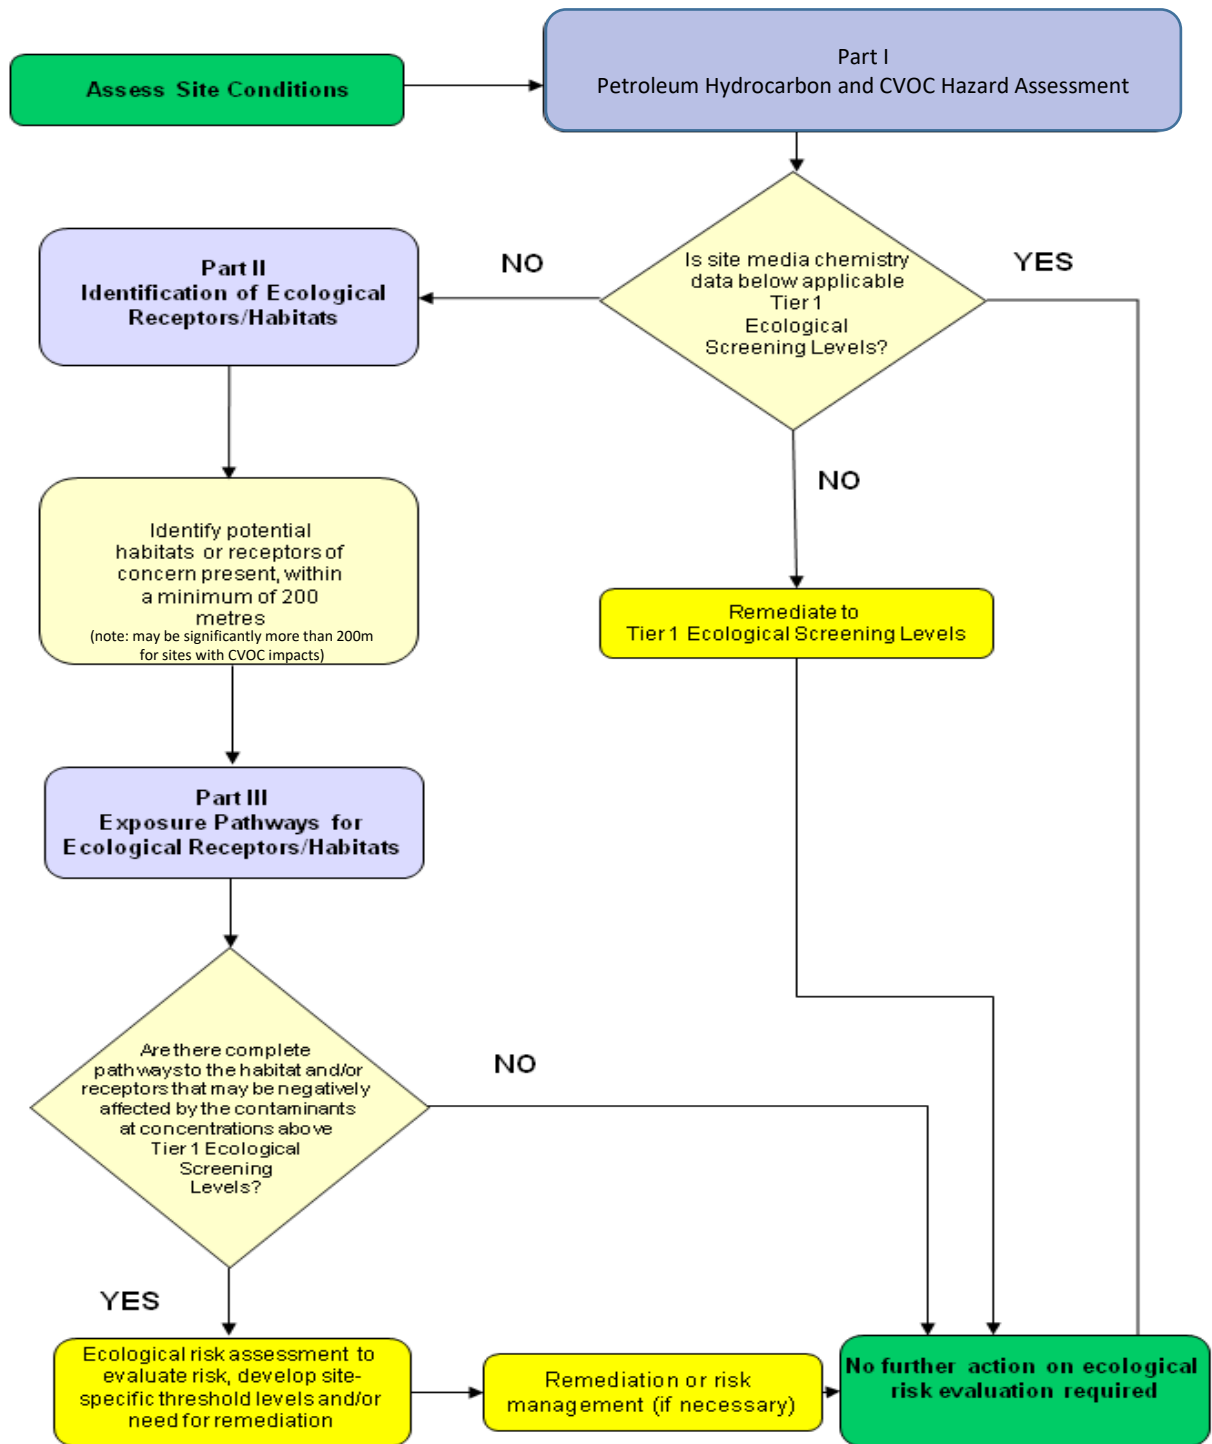 Assess Site Conditions
Part I
Petroleum Hydrocarbon and CVOC Hazard Assessment
Is site media chemistry
data below applicable
Tier 1
Ecological
Screening Levels?
NO
YES
Part II
Identification of Ecological
Receptors/Habitats
NO
Identify potential
habitats or receptors of
concern present, within
a minimum of 200
metres
(note: may be significantly more than 200m
for sites with CVOC impacts)
Remediate to
Tier 1 Ecological Screening Levels
Part III
Exposure Pathways for
Ecological Receptors/Habitats
Are there complete
pathways to the habitat and/or
receptors that may be negatively
affected by the contaminants
at concentrations above
Tier 1 Ecological
Screening
Levels?
NO
YES
Ecological risk assessment to
evaluate risk, develop site-
specific threshold levels and/or
need for remediation
Remediation or risk
management (if necessary)
No further action on ecological
risk evaluation required